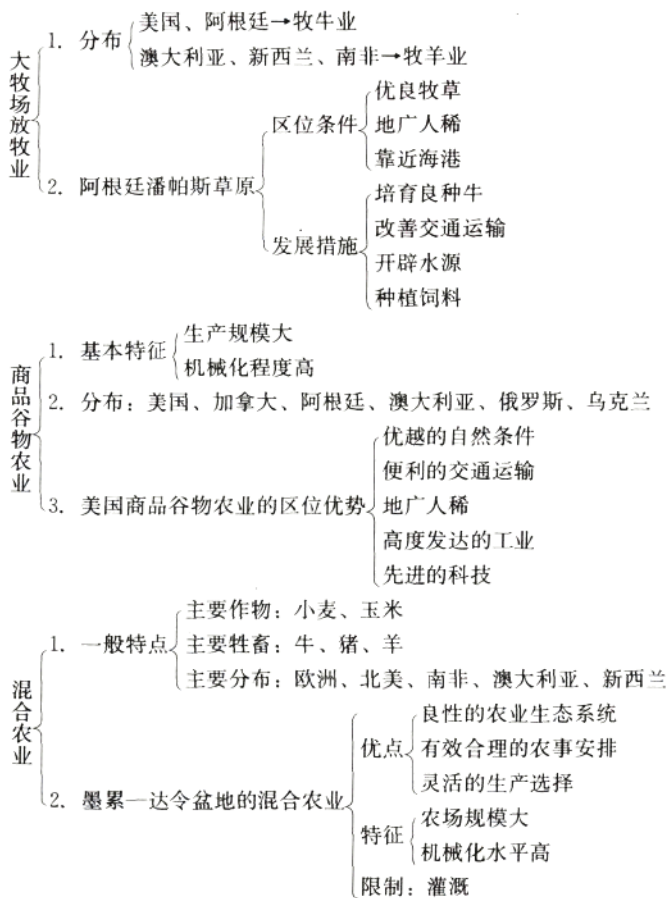 大牧场放牧业
1. 分布
美国、阿根廷→牧牛业
澳大利亚、新西兰、南非→牧羊业
2. 阿根廷潘帕斯草原
区位条件
优良牧草
地广人稀
靠近海港
发展措施
培育良种牛
改善交通运输
开辟水源
种植饲料
商品谷物农业
1. 基本特征
生产规模大
机械化程度高
2. 分布：美国、加拿大、阿根廷、澳大利亚、俄罗斯、乌克兰
3. 美国商品谷物农业的区位优势
优越的自然条件
便利的交通运输
地广人稀
高度发达的工业
先进的科技
混合农业
1. 一般特点
主要作物：小麦、玉米
主要牲畜：牛、猪、羊
主要分布：欧洲、北美、南非、澳大利亚、新西兰
2. 墨累—达令盆地的混合农业
优点
良性的农业生态系统
有效合理的农事安排
灵活的生产选择
特征
农场规模大
机械化水平高
限制：灌溉